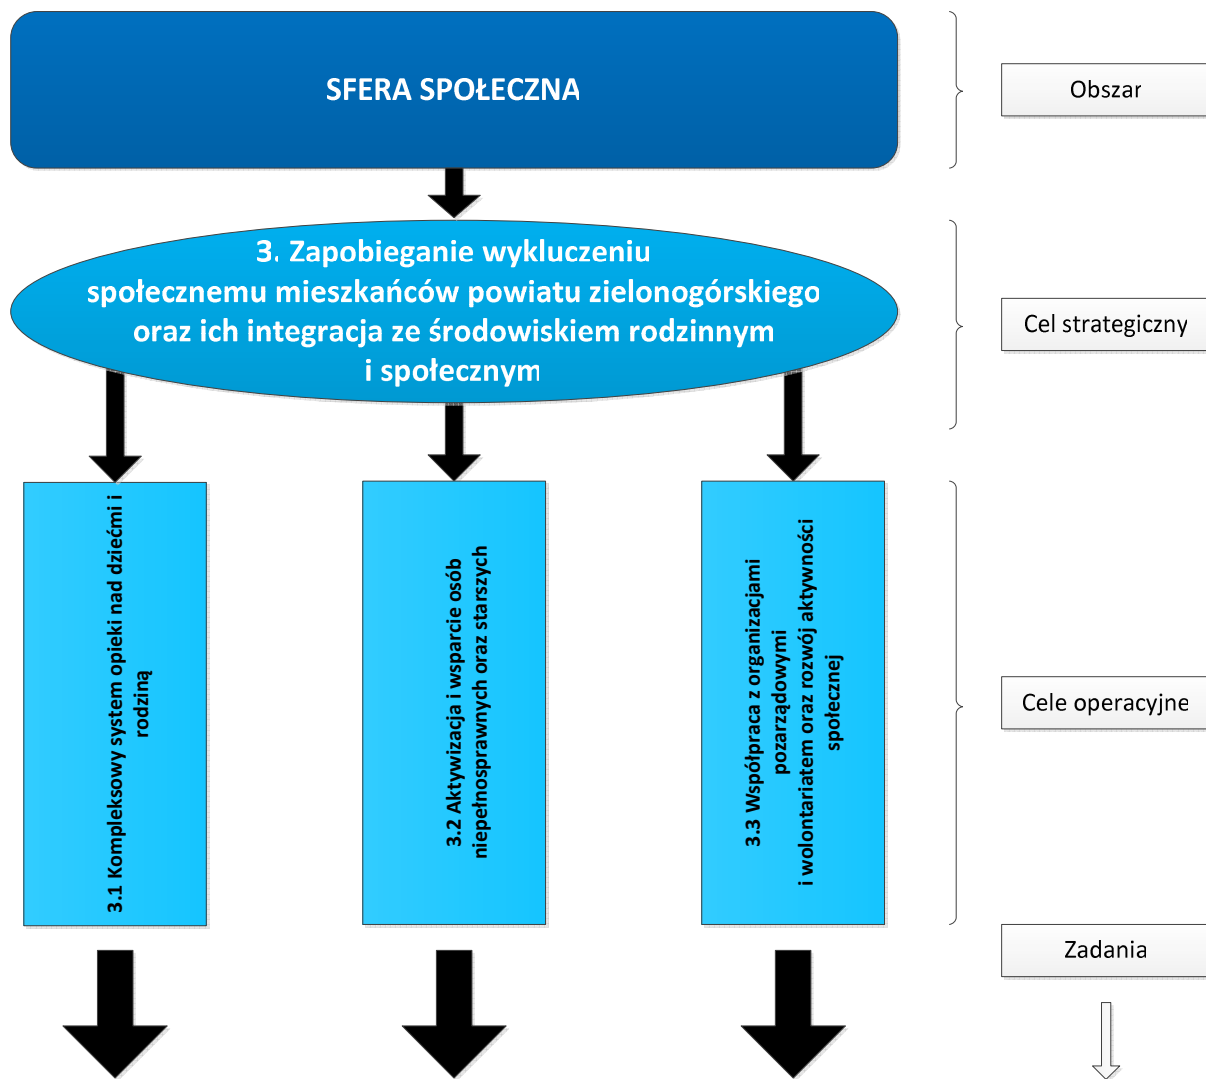 SFERA SPOŁECZNA
Obszar
3. Zapobieganie wykluczeniu
społecznemu mieszkańców powiatu zielonogórskiego
oraz ich integracja ze środowiskiem rodzinnym
i społecznym
Cel strategiczny
3.1 Kompleksowy system opieki nad dziećmi i
rodziną
3.2 Aktywizacja i wsparcie osób
niepełnosprawnych oraz starszych
3.3 Współpraca z organizacjami
pozarządowymi
i wolontariatem oraz rozwój aktywności
społecznej
Cele operacyjne
Zadania